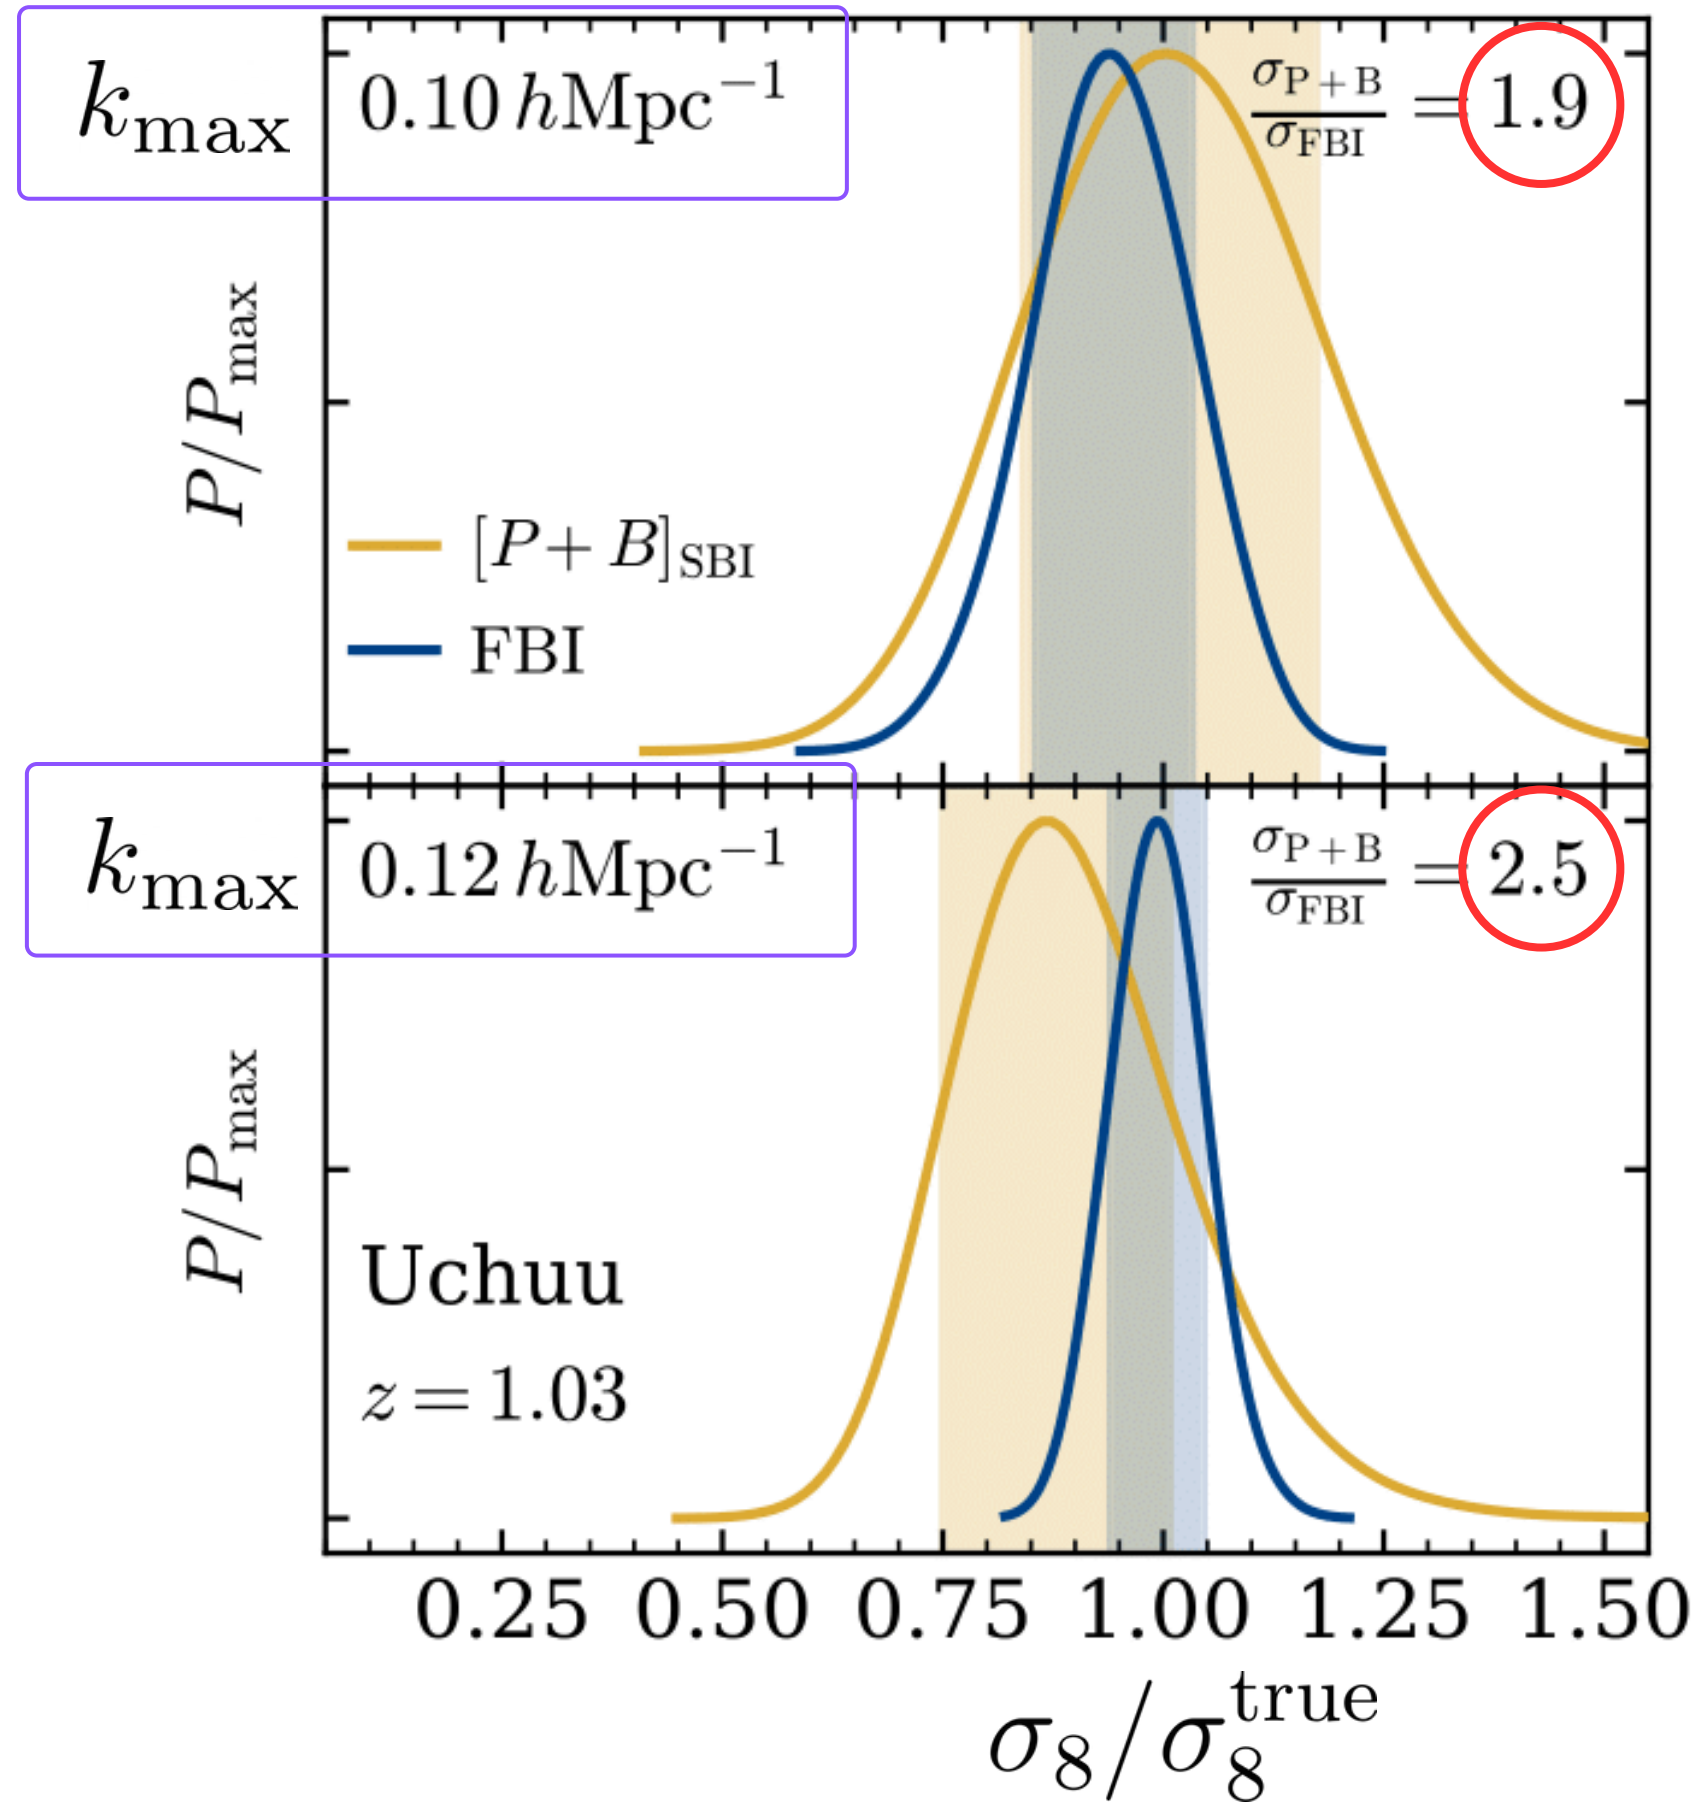 k_max 0.10 hMpc⁻¹
σ_P+B / σ_FBI = 1.9
P/P_max
[P + B]_SBI
FBI
k_max 0.12 hMpc⁻¹
σ_P+B / σ_FBI = 2.5
P/P_max
Uchuu
z = 1.03
0.25 0.50 0.75 1.00 1.25 1.50
σ₈/σ₈^true